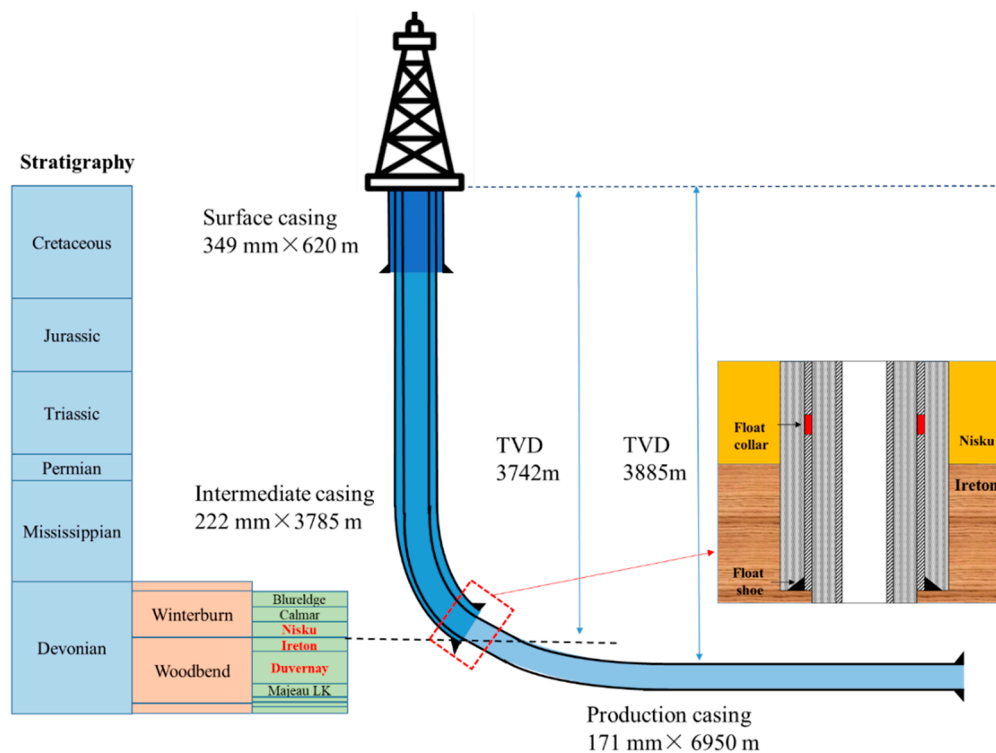 Stratigraphy
Cretaceous
Jurassic
Triassic
Permian
Mississippian
Devonian
Winterburn
Woodbend
Blureldge
Calmar
Nisku
Ireton
Duvernay
Majeau LK
Surface casing
349 mm×620 m
Intermediate casing
222 mm×3785 m
TVD
3742m
TVD
3885m
Production casing
171 mm× 6950 m
Float
collar
Nisku
Ireton
Float
shoe